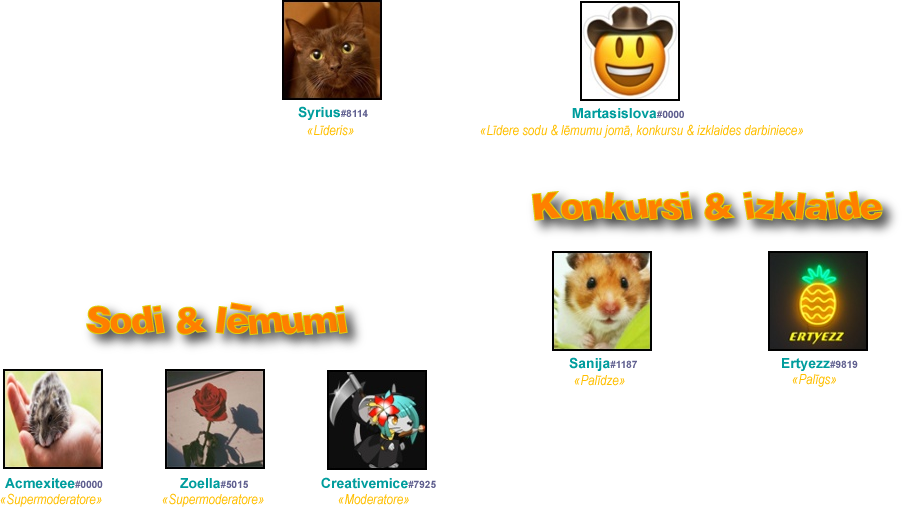 Syrius#8114
«Līderis»
Martasislova#0000
«Līdere sodu & lēmumu jomā, konkursu & izklaides darbiniece»
Konkursi & izklaide
ERTYEZZ
Sanija#1187
«Palīdze»
Ertyezz#9819
«Palīgs»
Sodi & lēmumi
Acmexitee#0000
«Supermoderatore»
Zoella#5015
«Supermoderatore»
Creativemice#7925
«Moderatore»